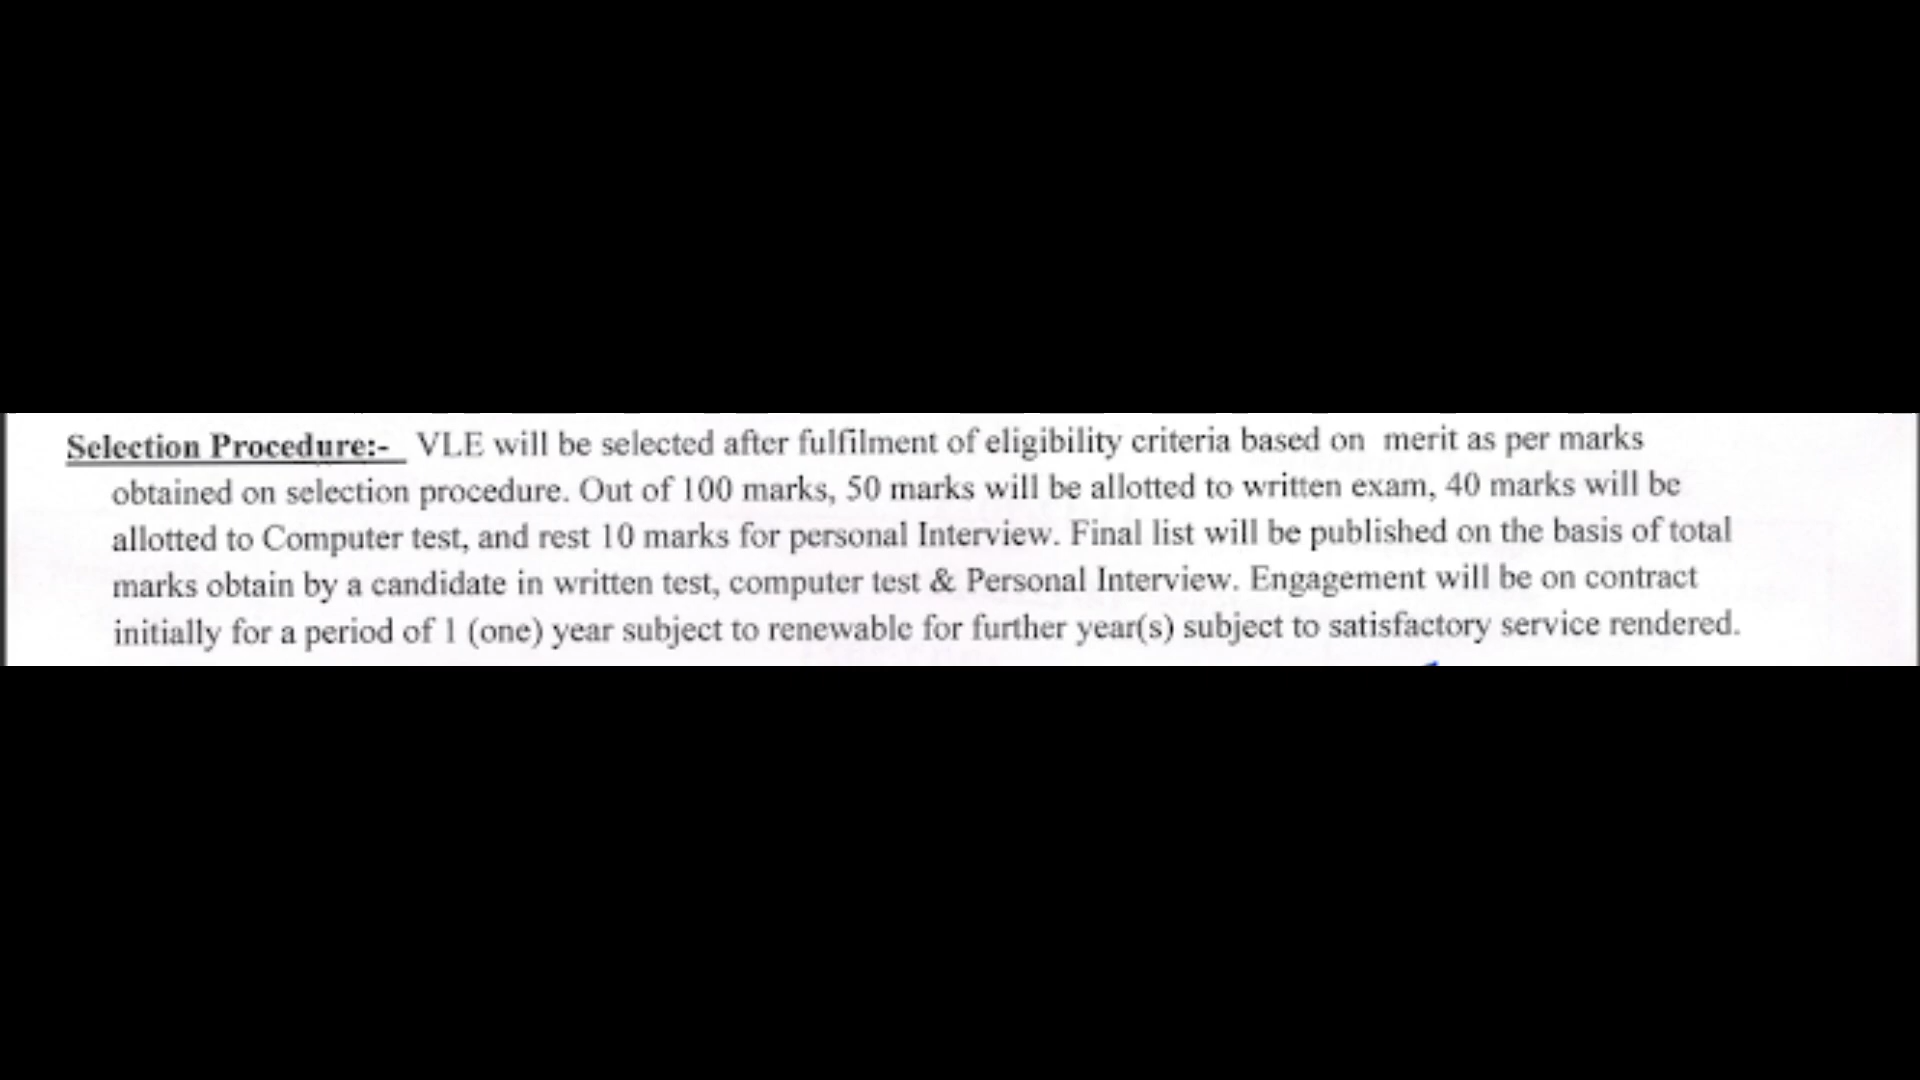 Selection Procedure:- VLE will be selected after fulfilment of eligibility criteria based on merit as per marks
obtained on selection procedure. Out of 100 marks, 50 marks will be allotted to written exam, 40 marks will be
allotted to Computer test, and rest 10 marks for personal Interview. Final list will be published on the basis of total
marks obtain by a candidate in written test, computer test & Personal Interview. Engagement will be on contract
initially for a period of 1 (one) year subject to renewable for further year(s) subject to satisfactory service rendered.